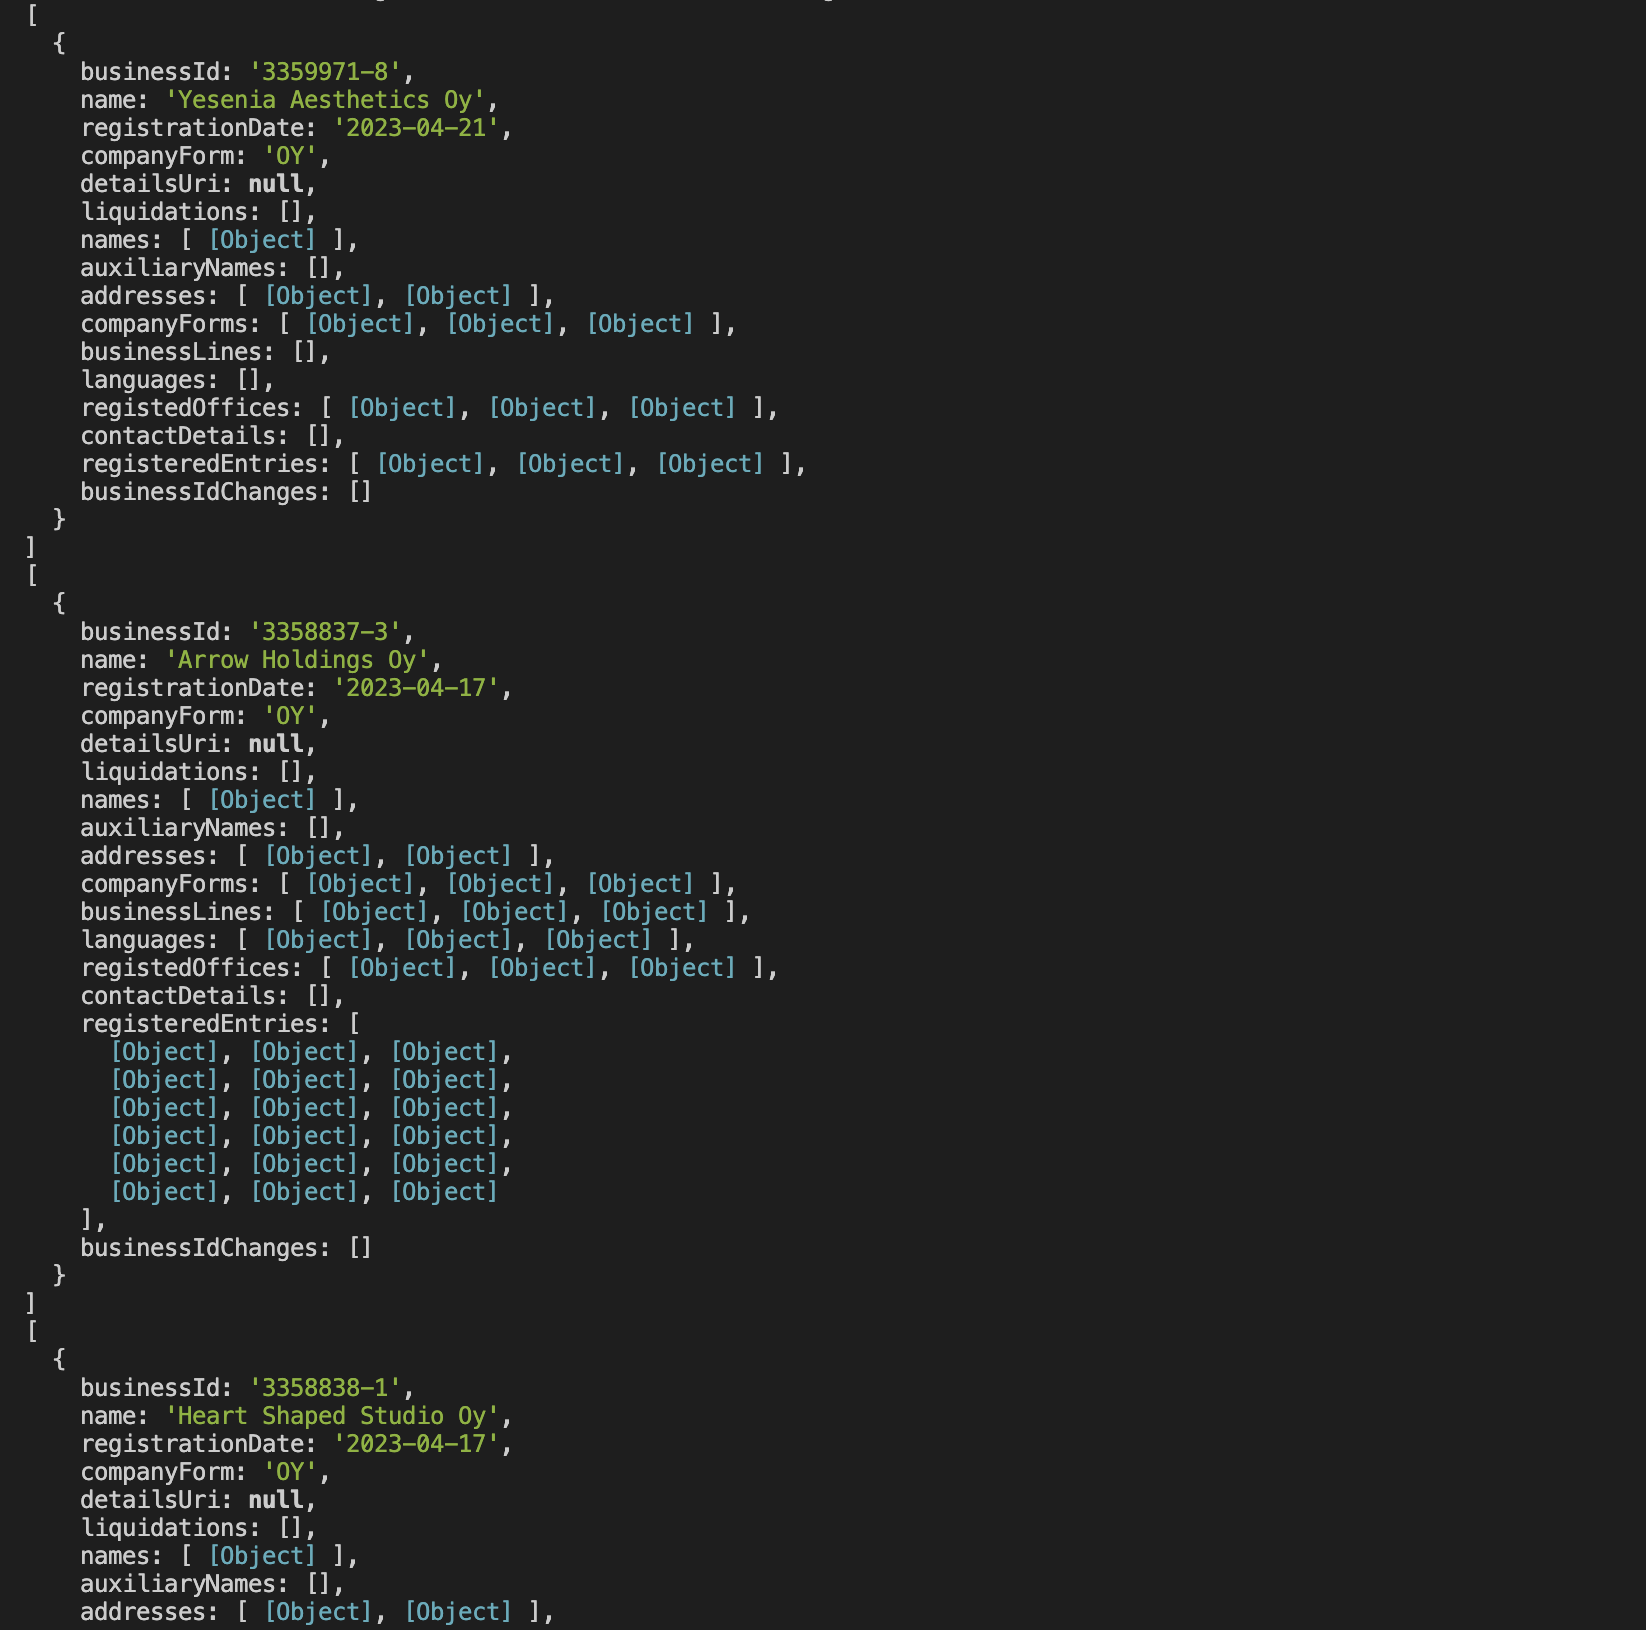 [
  {
    businessId: '3359971-8',
    name: 'Yesenia Aesthetics Oy',
    registrationDate: '2023-04-21',
    companyForm: 'OY',
    detailsUri: null,
    liquidations: [],
    names: [ [Object] ],
    auxiliaryNames: [],
    addresses: [ [Object], [Object] ],
    companyForms: [ [Object], [Object], [Object] ],
    businessLines: [],
    languages: [],
    registedOffices: [ [Object], [Object], [Object] ],
    contactDetails: [],
    registeredEntries: [ [Object], [Object], [Object] ],
    businessIdChanges: []
  }
]
[
  {
    businessId: '3358837-3',
    name: 'Arrow Holdings Oy',
    registrationDate: '2023-04-17',
    companyForm: 'OY',
    detailsUri: null,
    liquidations: [],
    names: [ [Object] ],
    auxiliaryNames: [],
    addresses: [ [Object], [Object] ],
    companyForms: [ [Object], [Object], [Object] ],
    businessLines: [ [Object], [Object], [Object] ],
    languages: [ [Object], [Object], [Object] ],
    registedOffices: [ [Object], [Object], [Object] ],
    contactDetails: [],
    registeredEntries: [
      [Object], [Object], [Object],
      [Object], [Object], [Object],
      [Object], [Object], [Object],
      [Object], [Object], [Object],
      [Object], [Object], [Object],
      [Object], [Object], [Object]
    ],
    businessIdChanges: []
  }
]
[
  {
    businessId: '3358838-1',
    name: 'Heart Shaped Studio Oy',
    registrationDate: '2023-04-17',
    companyForm: 'OY',
    detailsUri: null,
    liquidations: [],
    names: [ [Object] ],
    auxiliaryNames: [],
    addresses: [ [Object], [Object] ],